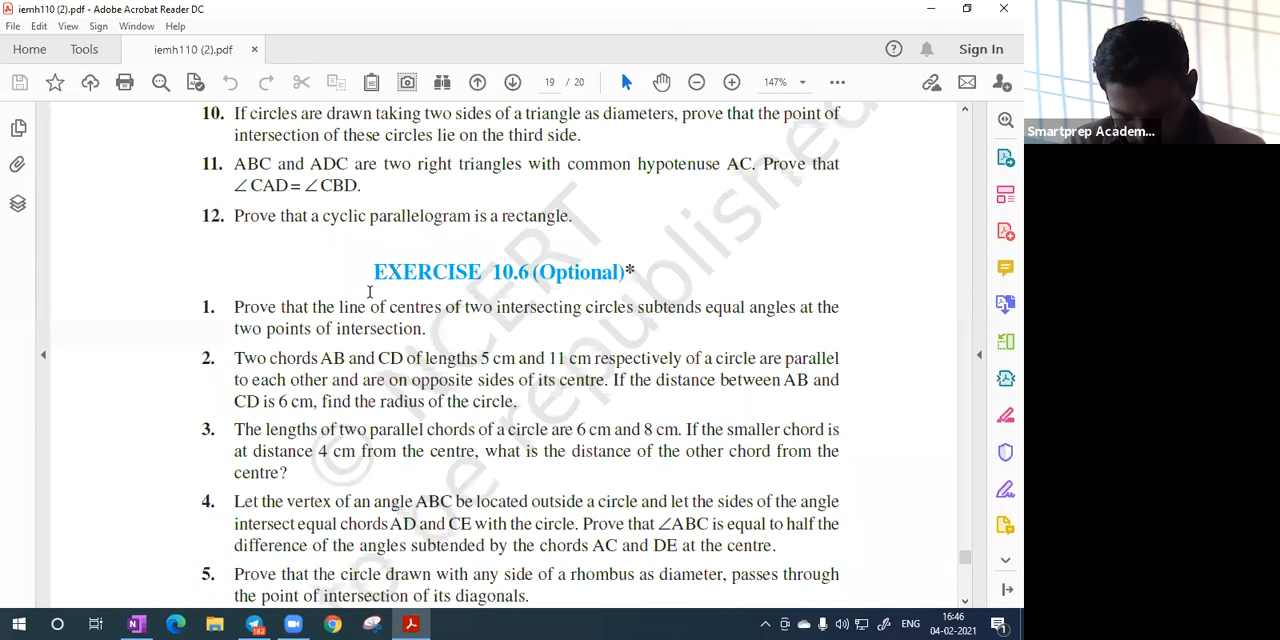 iemh110 (2).pdf - Adobe Acrobat Reader DC
File Edit View Sign Window Help
Home Tools iemh110 (2).pdf × Sign In
19 / 20 147%
10. If circles are drawn taking two sides of a triangle as diameters, prove that the point of
intersection of these circles lie on the third side.
11. ABC and ADC are two right triangles with common hypotenuse AC. Prove that
∠CAD = ∠CBD.
12. Prove that a cyclic parallelogram is a rectangle.
EXERCISE 10.6 (Optional)*
1. Prove that the line of centres of two intersecting circles subtends equal angles at the
two points of intersection.
2. Two chords AB and CD of lengths 5 cm and 11 cm respectively of a circle are parallel
to each other and are on opposite sides of its centre. If the distance between AB and
CD is 6 cm, find the radius of the circle.
3. The lengths of two parallel chords of a circle are 6 cm and 8 cm. If the smaller chord is
at distance 4 cm from the centre, what is the distance of the other chord from the
centre?
4. Let the vertex of an angle ABC be located outside a circle and let the sides of the angle
intersect equal chords AD and CE with the circle. Prove that ∠ABC is equal to half the
difference of the angles subtended by the chords AC and DE at the centre.
5. Prove that the circle drawn with any side of a rhombus as diameter, passes through
the point of intersection of its diagonals.
© NCERT
to be republished
Smartprep Academ...
182
ENG
16:46
04-02-2021
1